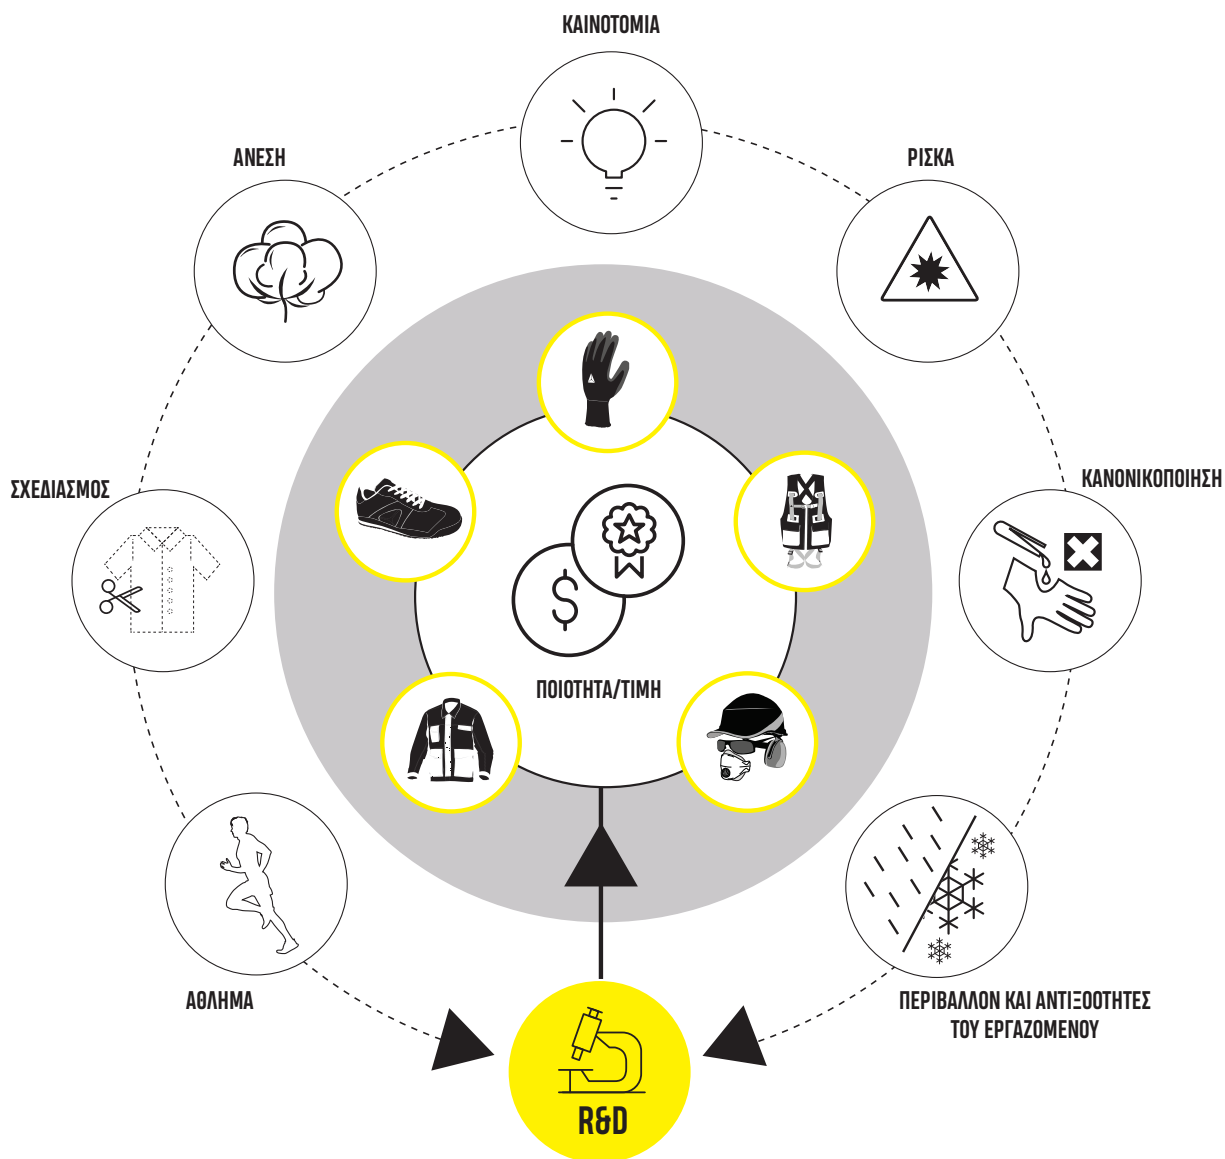 ΚΑΙΝΟΤΟΜΙΑ
ΑΝΕΣΗ
ΡΙΣΚΑ
ΣΧΕΔΙΑΣΜΟΣ
ΚΑΝΟΝΙΚΟΠΟΙΗΣΗ
$
ΠΟΙΟΤΗΤΑ/ΤΙΜΗ
ΑΘΛΗΜΑ
ΠΕΡΙΒΑΛΛΟΝ ΚΑΙ ΑΝΤΙΞΟΟΤΗΤΕΣ
ΤΟΥ ΕΡΓΑΖΟΜΕΝΟΥ
R&D